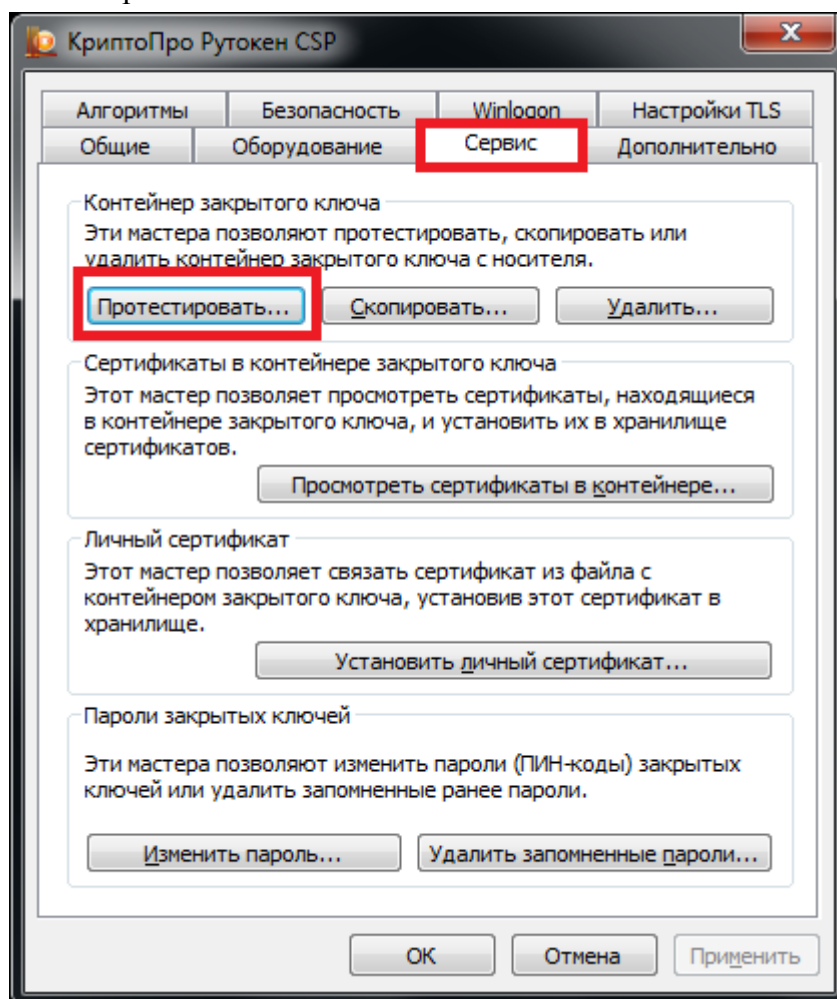 КриптоПро Рутокен CSP
Алгоритмы Безопасность Winlogon Настройки TLS
Общие Оборудование Сервис Дополнительно
Контейнер закрытого ключа
Эти мастера позволяют протестировать, скопировать или
удалить контейнер закрытого ключа с носителя.
Протестировать... Скопировать... Удалить...
Сертификаты в контейнере закрытого ключа
Этот мастер позволяет просмотреть сертификаты, находящиеся
в контейнере закрытого ключа, и установить их в хранилище
сертификатов.
Просмотреть сертификаты в контейнере...
Личный сертификат
Этот мастер позволяет связать сертификат из файла с
контейнером закрытого ключа, установив этот сертификат в
хранилище.
Установить личный сертификат...
Пароли закрытых ключей
Эти мастера позволяют изменить пароли (ПИН-коды) закрытых
ключей или удалить запомненные ранее пароли.
Изменить пароль... Удалить запомненные пароли...
ОК Отмена Применить